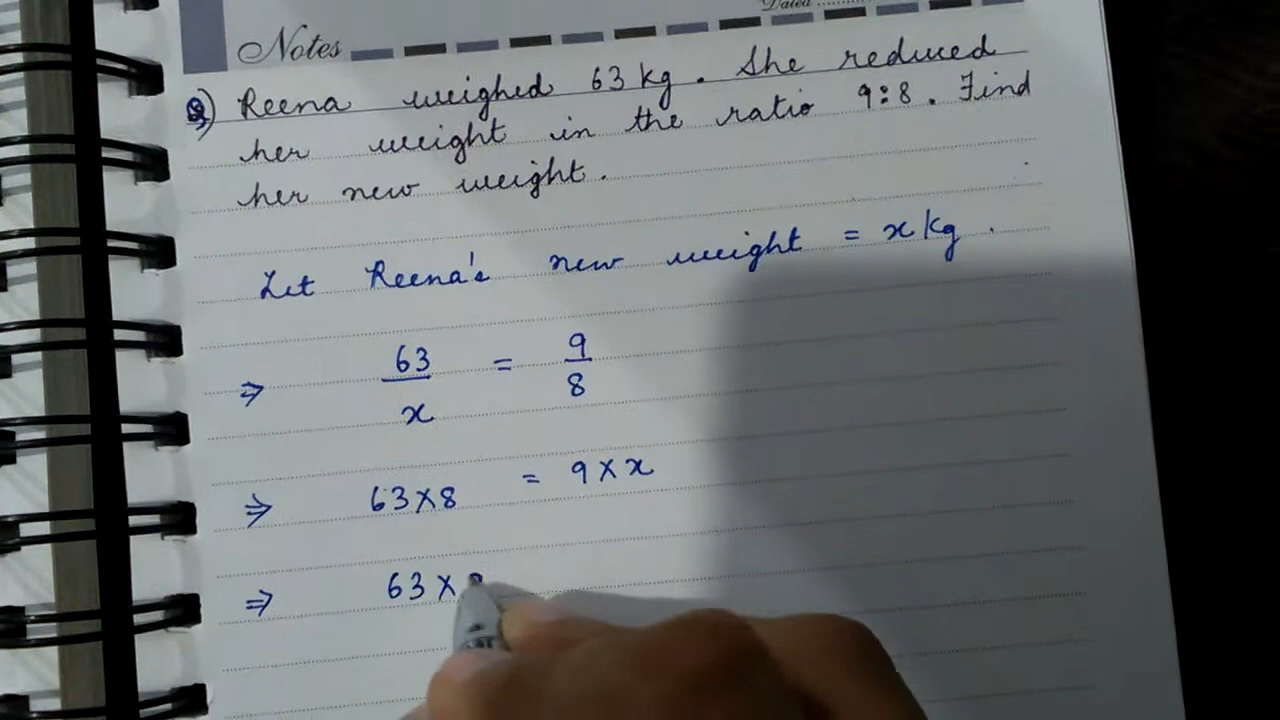 Dated
Notes
Q) Reena weighed 63 kg. She reduced
her weight in the ratio 9:8. Find
her new weight.
Let Reena's new weight = x kg.
⇒ 63/x = 9/8
⇒ 63×8 = 9×x
⇒ 63×